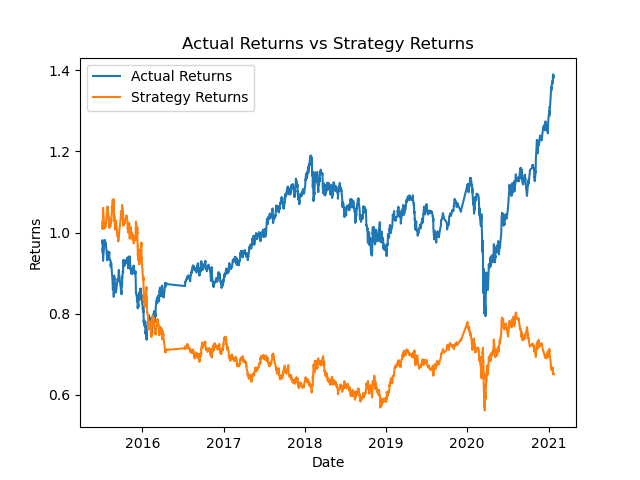 Actual Returns vs Strategy Returns
Actual Returns
Strategy Returns
Returns
1.4
1.2
1.0
0.8
0.6
2016 2017 2018 2019 2020 2021
Date